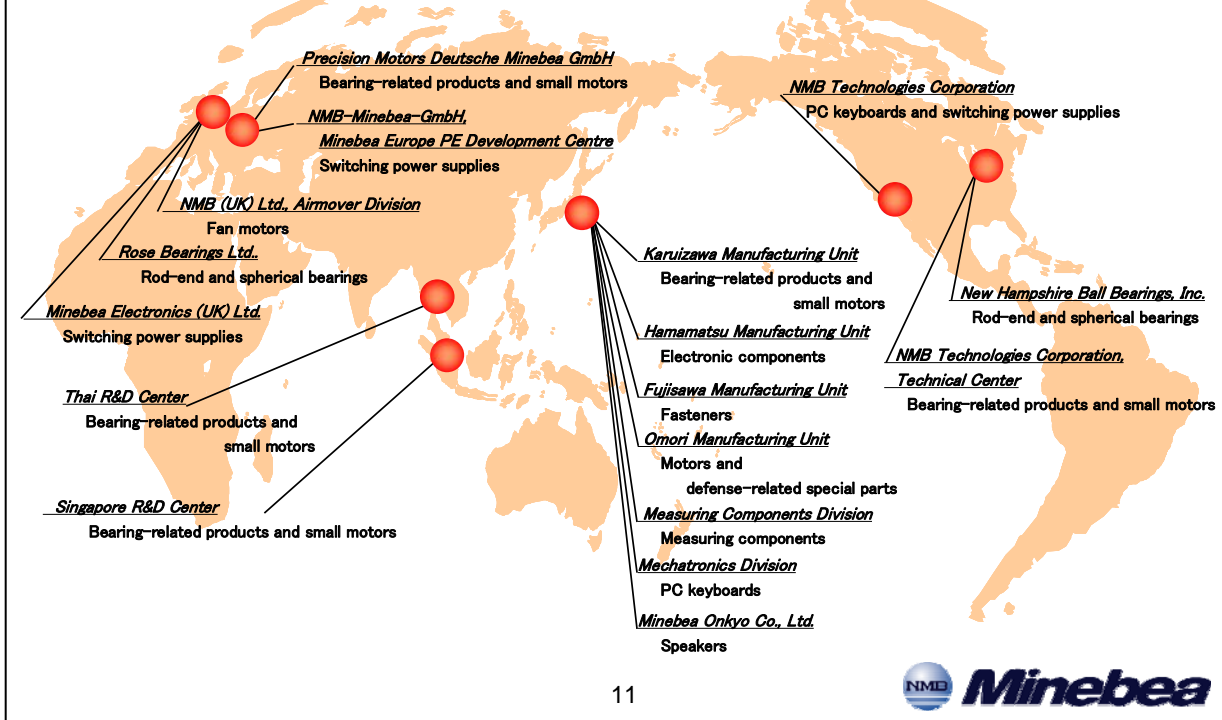 Precision Motors Deutsche Minebea GmbH
Bearing-related products and small motors
NMB-Minebea-GmbH,
Minebea Europe PE Development Centre
Switching power supplies
NMB (UK) Ltd., Airmover Division
Fan motors
Rose Bearings Ltd..
Rod-end and spherical bearings
Minebea Electronics (UK) Ltd.
Switching power supplies
Thai R&D Center
Bearing-related products and
small motors
Singapore R&D Center
Bearing-related products and small motors
Karuizawa Manufacturing Unit
Bearing-related products and
small motors
Hamamatsu Manufacturing Unit
Electronic components
Fujisawa Manufacturing Unit
Fasteners
Omori Manufacturing Unit
Motors and
defense-related special parts
Measuring Components Division
Measuring components
Mechatronics Division
PC keyboards
Minebea Onkyo Co., Ltd.
Speakers
NMB Technologies Corporation
PC keyboards and switching power supplies
New Hampshire Ball Bearings, Inc.
Rod-end and spherical bearings
NMB Technologies Corporation,
Technical Center
Bearing-related products and small motors
11
NMB Minebea